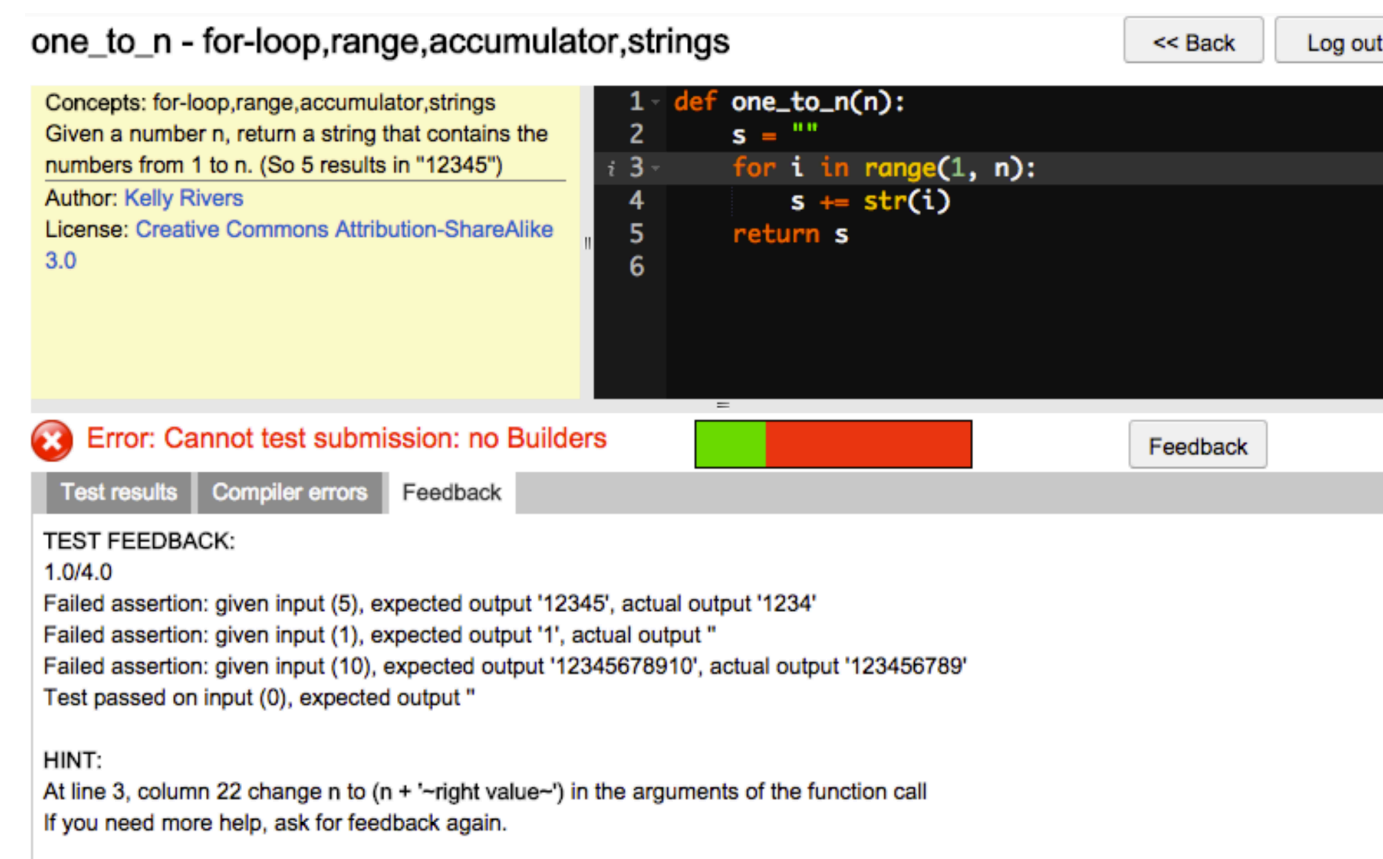 one_to_n - for-loop,range,accumulator,strings
<< Back
Log out
Concepts: for-loop,range,accumulator,strings
Given a number n, return a string that contains the
numbers from 1 to n. (So 5 results in "12345")
Author: Kelly Rivers
License: Creative Commons Attribution-ShareAlike
3.0
1 def one_to_n(n):
2     s = ""
i 3     for i in range(1, n):
4         s += str(i)
5     return s
6
Error: Cannot test submission: no Builders
Feedback
Test results Compiler errors Feedback
TEST FEEDBACK:
1.0/4.0
Failed assertion: given input (5), expected output '12345', actual output '1234'
Failed assertion: given input (1), expected output '1', actual output ''
Failed assertion: given input (10), expected output '12345678910', actual output '123456789'
Test passed on input (0), expected output ''
HINT:
At line 3, column 22 change n to (n + '~right value~') in the arguments of the function call
If you need more help, ask for feedback again.